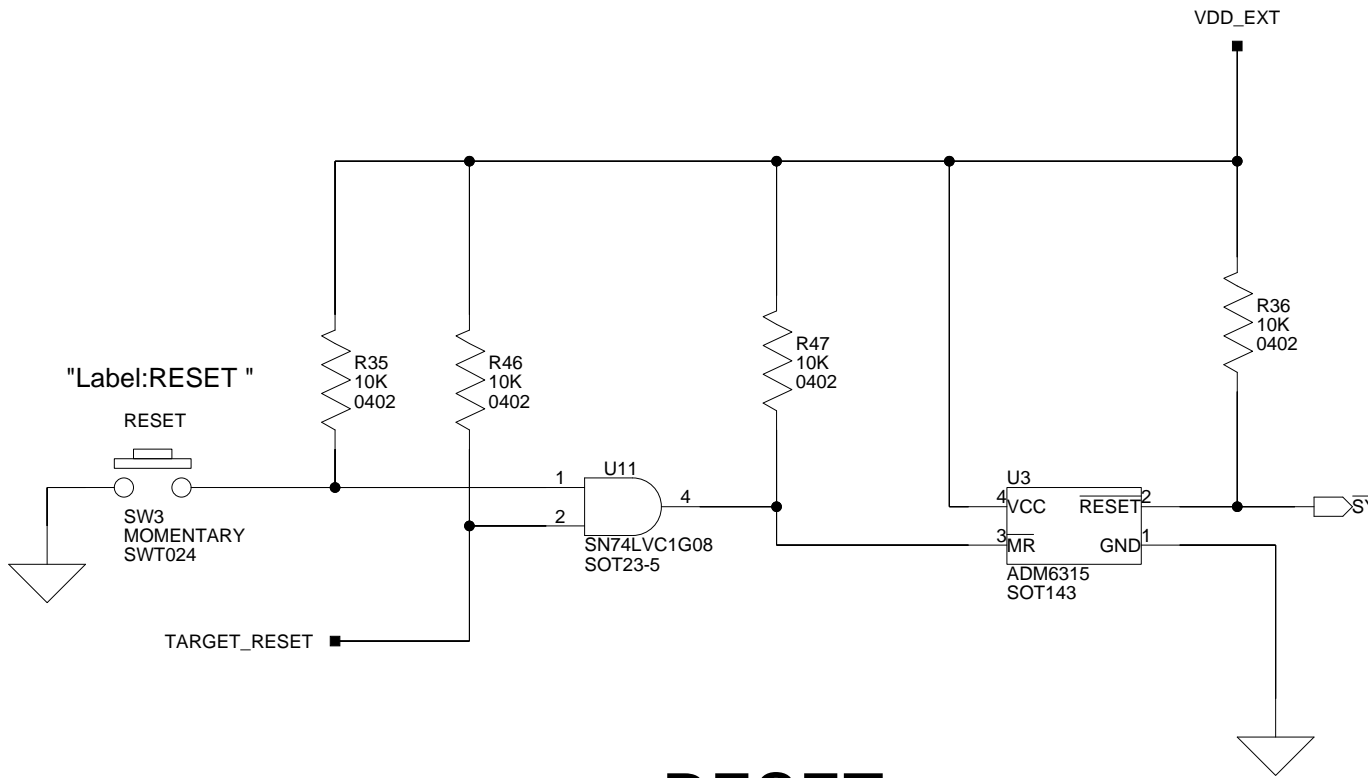 VDD_EXT
R35
10K
0402
R46
10K
0402
R47
10K
0402
R36
10K
0402
"Label:RESET "
RESET
SW3
MOMENTARY
SWT024
1
2
U11
4
SN74LVC1G08
SOT23-5
TARGET_RESET
U3
4
VCC
RESET
2
3
MR
GND
1
ADM6315
SOT143
RESET